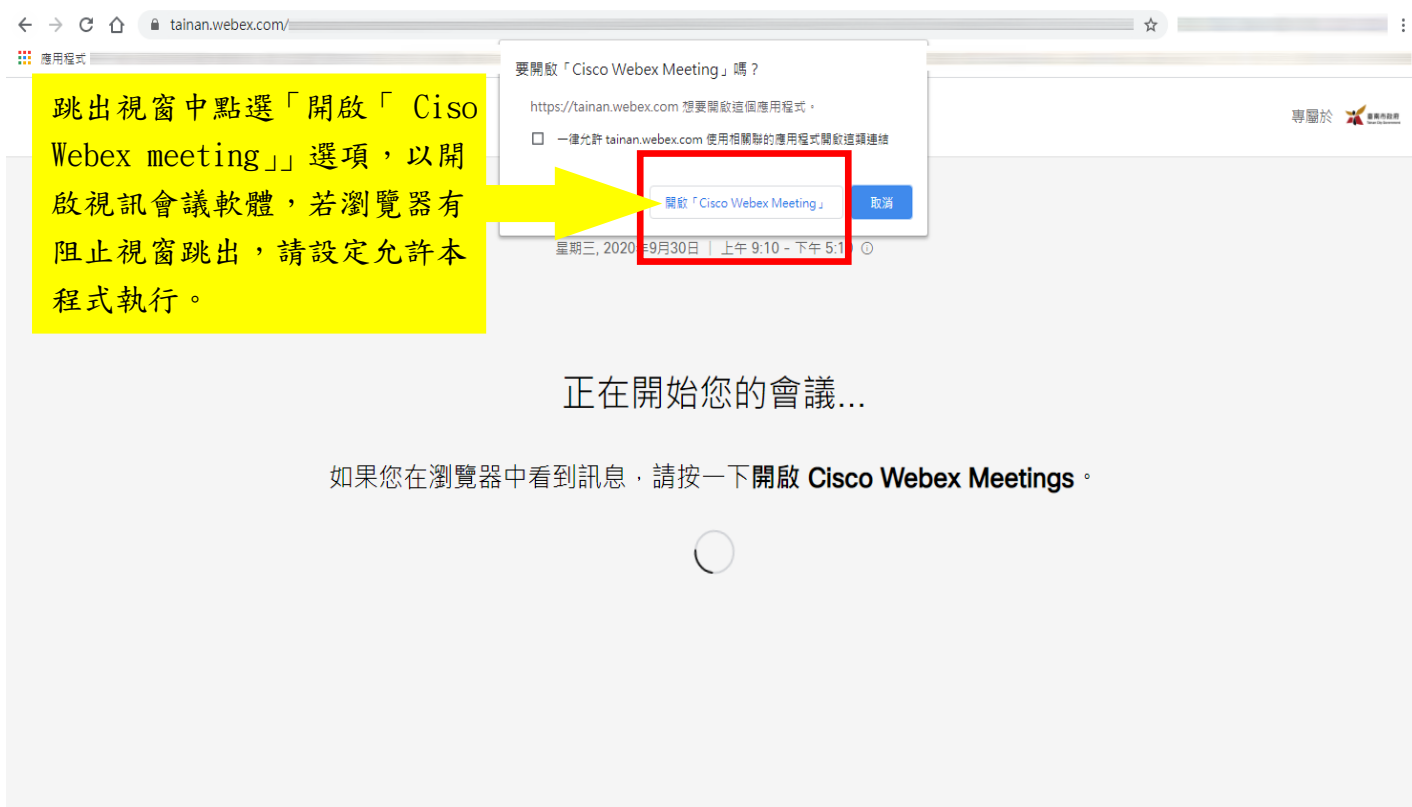 tainan.webex.com/
應用程式
要開啟「Cisco Webex Meeting」嗎？
https://tainan.webex.com 想要開啟這個應用程式。
一律允許 tainan.webex.com 使用相關聯的應用程式開啟這類連結
開啟「Cisco Webex Meeting」
取消
跳出視窗中點選「開啟「 Ciso
Webex meeting」」選項，以開
啟視訊會議軟體，若瀏覽器有
阻止視窗跳出，請設定允許本
程式執行。
專屬於
臺南市政府
星期三, 2020年9月30日 | 上午 9:10 - 下午 5:10
正在開始您的會議...
如果您在瀏覽器中看到訊息，請按一下開啟 Cisco Webex Meetings。